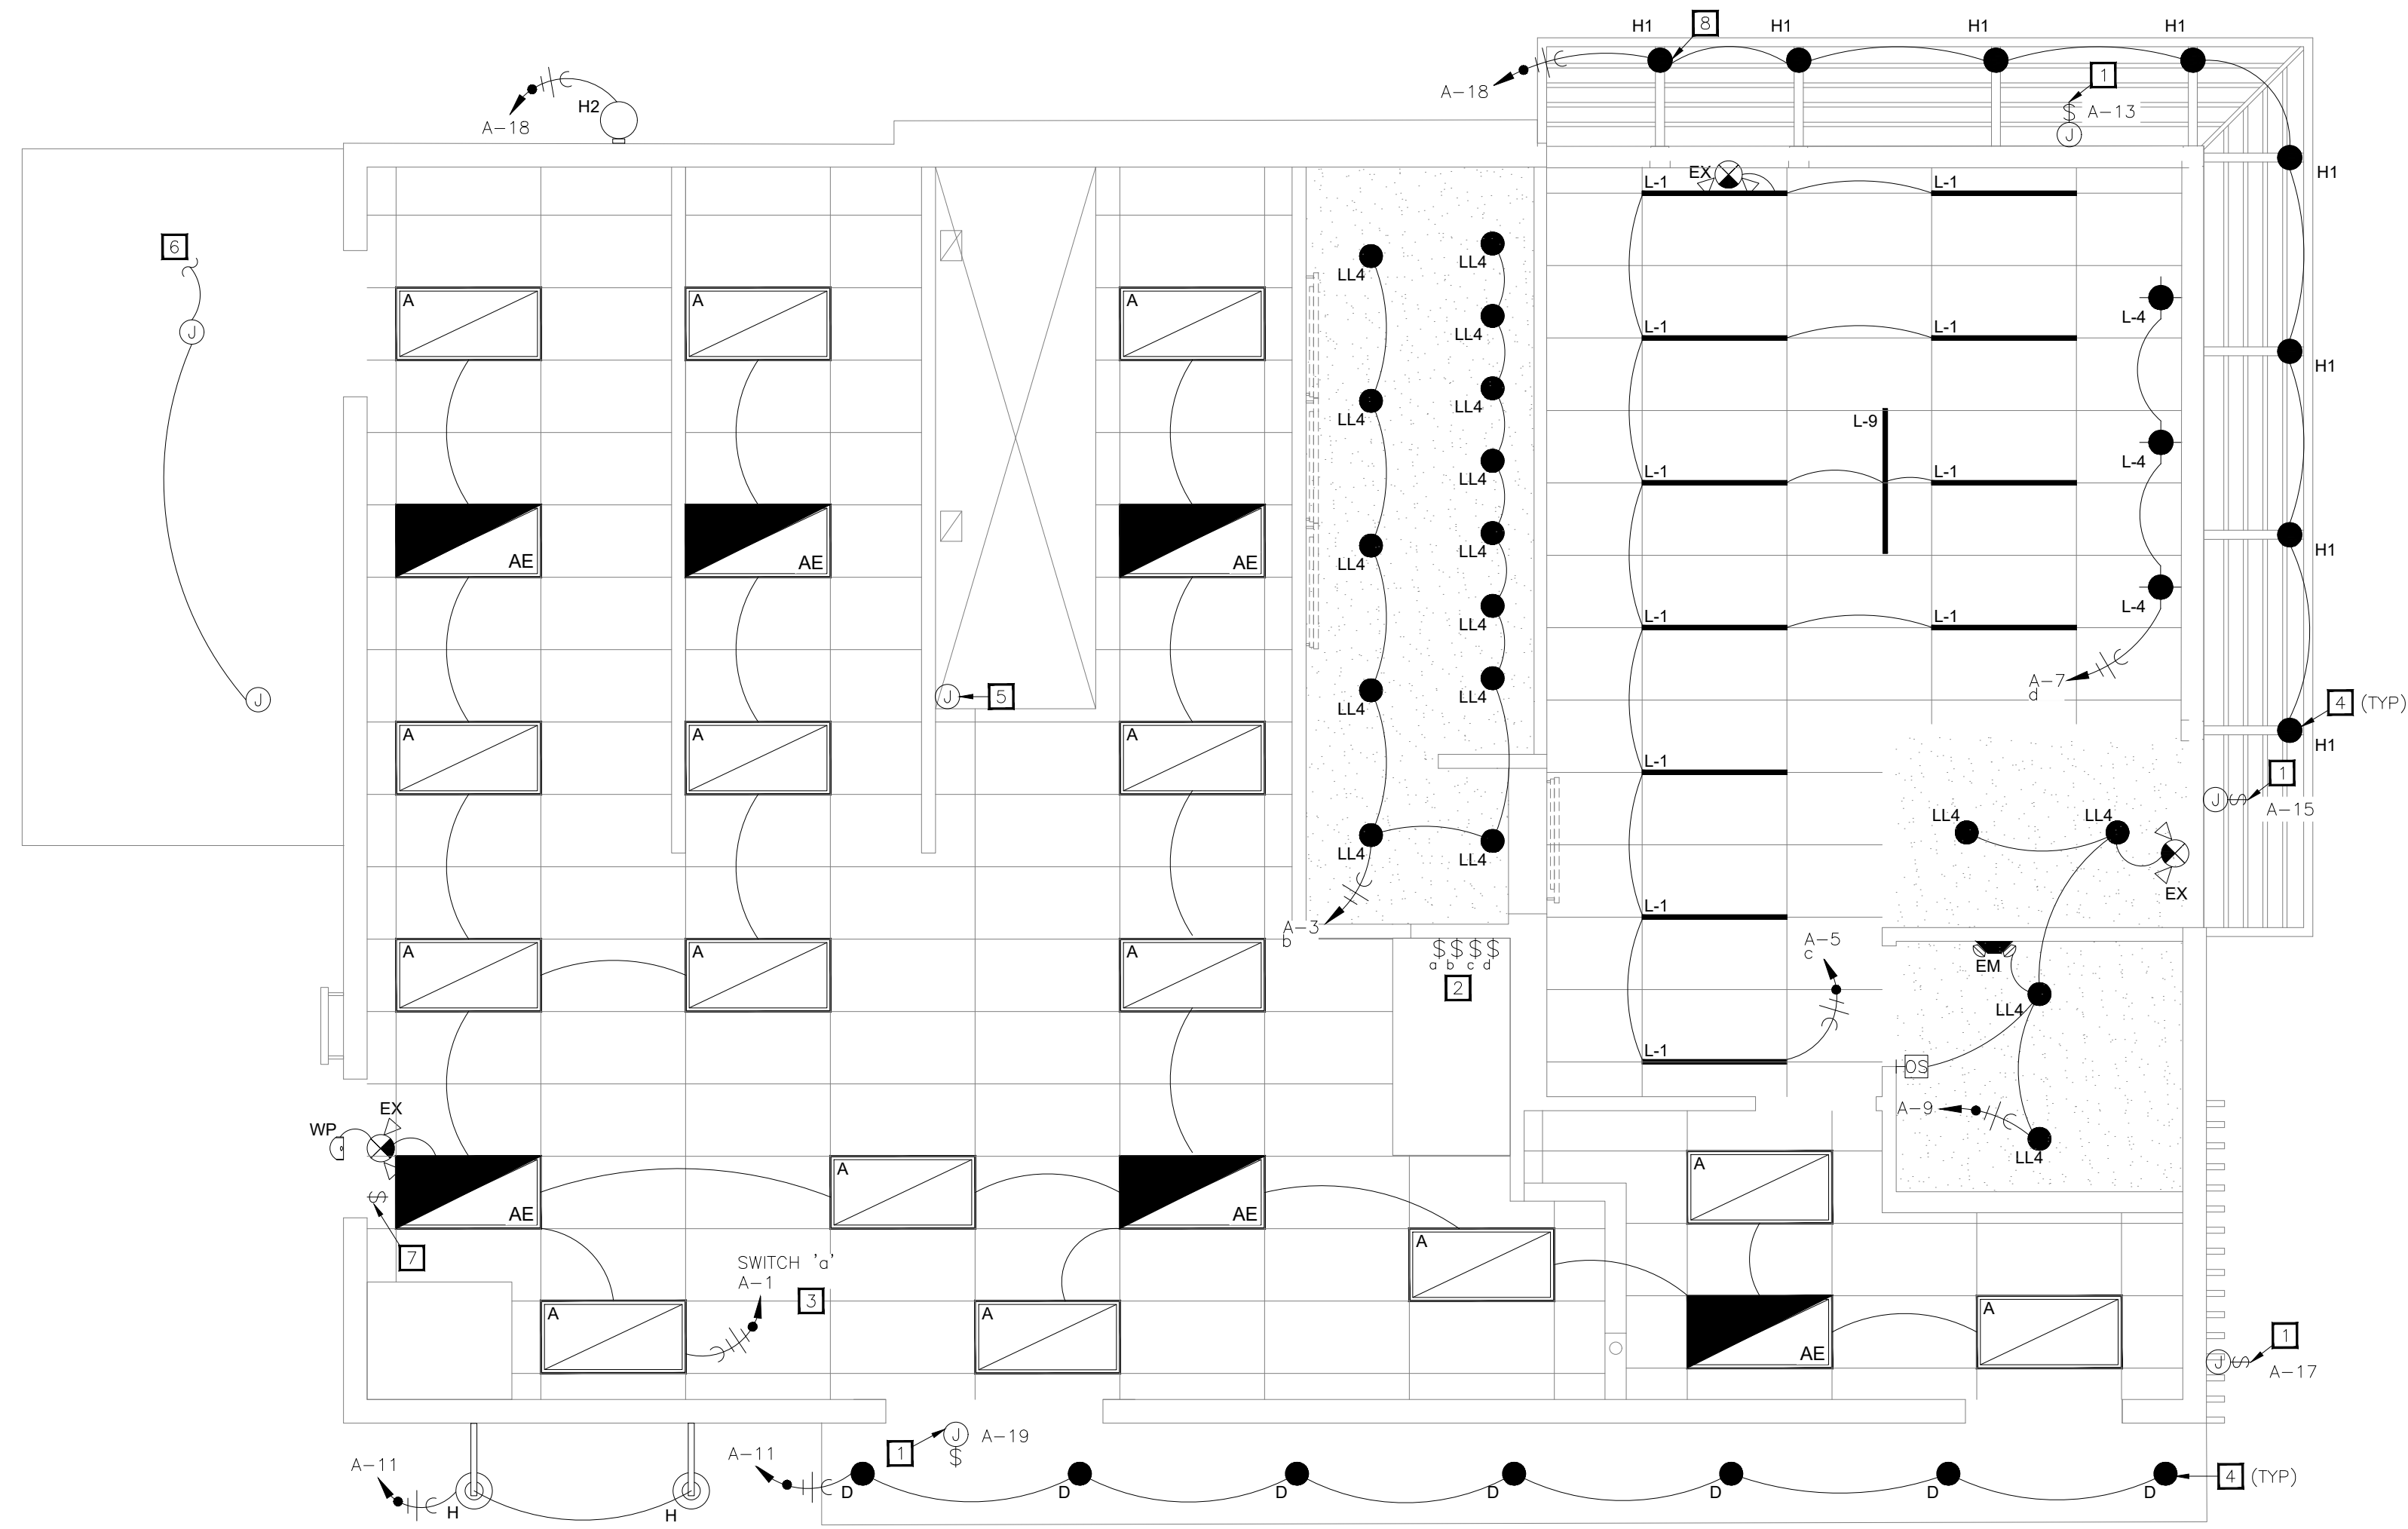 H1
8
H1
H1
H1
A-18
1
$ A-13
J
H2
A-18
6
J
J
EX
L-1
L-1
H1
A
A
A
LL4
LL4
LL4
L-1
L-1
L-4
H1
LL4
LL4
L-9
L-4
AE
AE
AE
LL4
LL4
L-1
L-1
LL4
H1
LL4
LL4
L-1
L-1
L-4
J
5
LL4
LL4
A-7
d
4 (TYP)
H1
A
A
A
L-1
1
J $
A-15
LL4
LL4
LL4
LL4
EX
A-3
b
L-1
A-5
c
$ $ $ $
a b c d
2
EM
LL4
A
A
A
L-1
OS
A-9
LL4
EX
WP
$
7
AE
A
AE
A
A
SWITCH 'a'
A-1
3
A
A
AE
A
1
J $
A-17
A-11
H
H
A-11
1
J
$
A-19
D
D
D
D
D
D
D
4 (TYP)